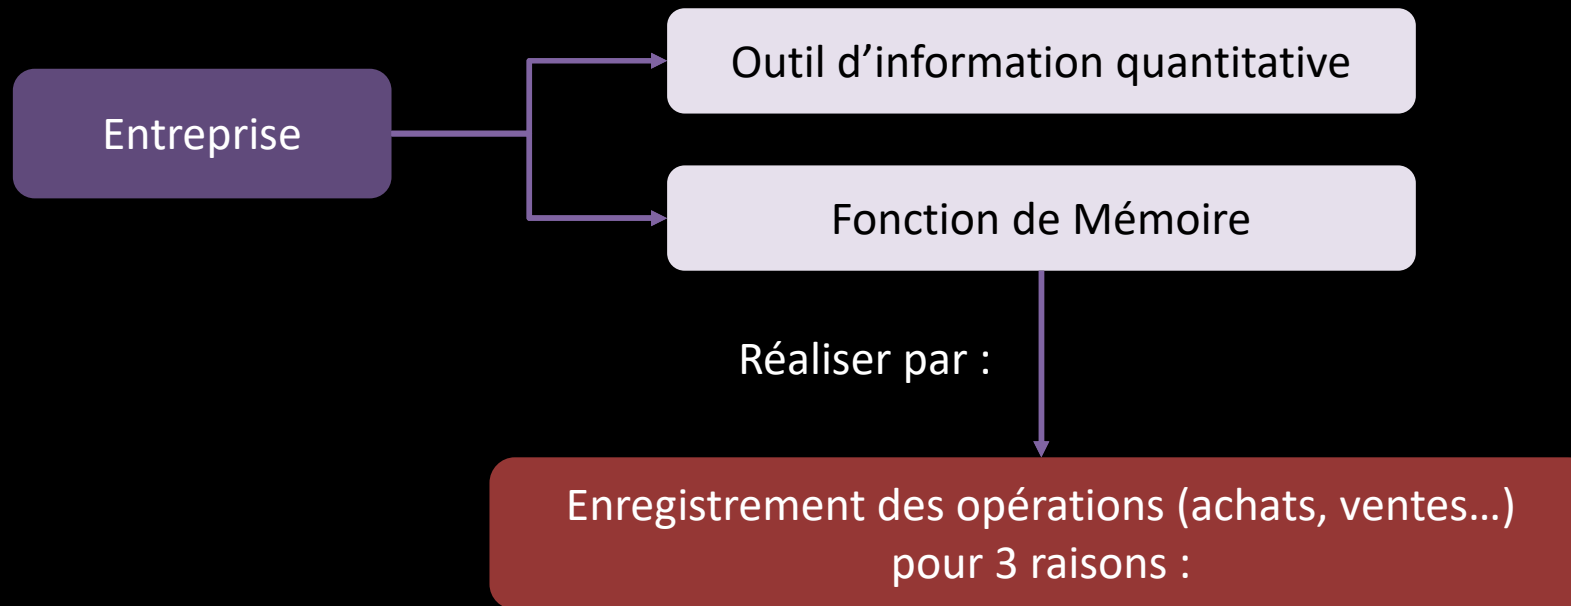 Outil d’information quantitative
Entreprise
Fonction de Mémoire
Réaliser par :
Enregistrement des opérations (achats, ventes…)
pour 3 raisons :